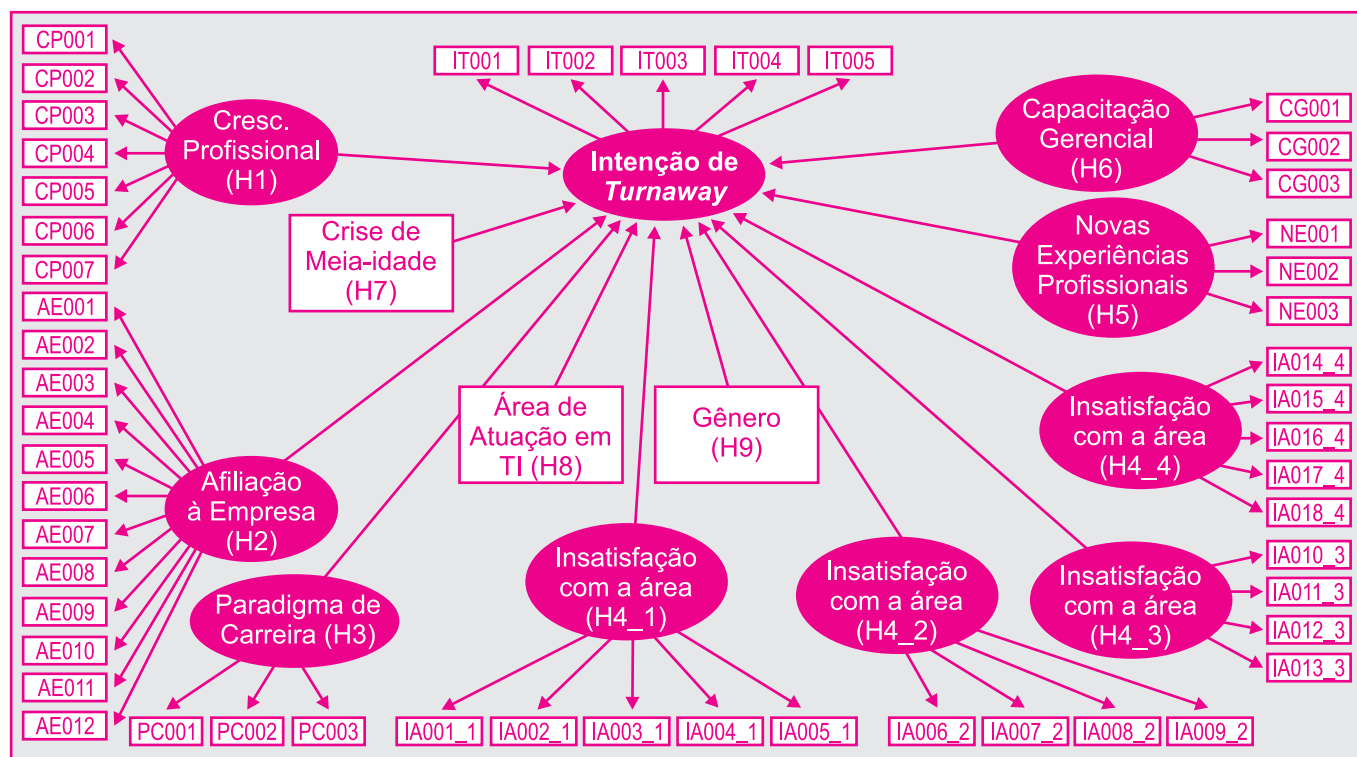 CP001
CP002
CP003
CP004
CP005
CP006
CP007
AE001
AE002
AE003
AE004
AE005
AE006
AE007
AE008
AE009
AE010
AE011
AE012
Cresc.
Profissional
(H1)
IT001
IT002
IT003
IT004
IT005
Intenção de
Turnaway
Capacitação
Gerencial
(H6)
CG001
CG002
CG003
Crise de
Meia-idade
(H7)
Novas
Experiências
Profissionais
(H5)
NE001
NE002
NE003
Área de
Atuação em
TI (H8)
Gênero
(H9)
Insatisfação
com a área
(H4_4)
IA014_4
IA015_4
IA016_4
IA017_4
IA018_4
Afiliação
à Empresa
(H2)
Paradigma de
Carreira (H3)
Insatisfação
com a área
(H4_1)
Insatisfação
com a área
(H4_2)
Insatisfação
com a área
(H4_3)
IA010_3
IA011_3
IA012_3
IA013_3
PC001
PC002
PC003
IA001_1
IA002_1
IA003_1
IA004_1
IA005_1
IA006_2
IA007_2
IA008_2
IA009_2